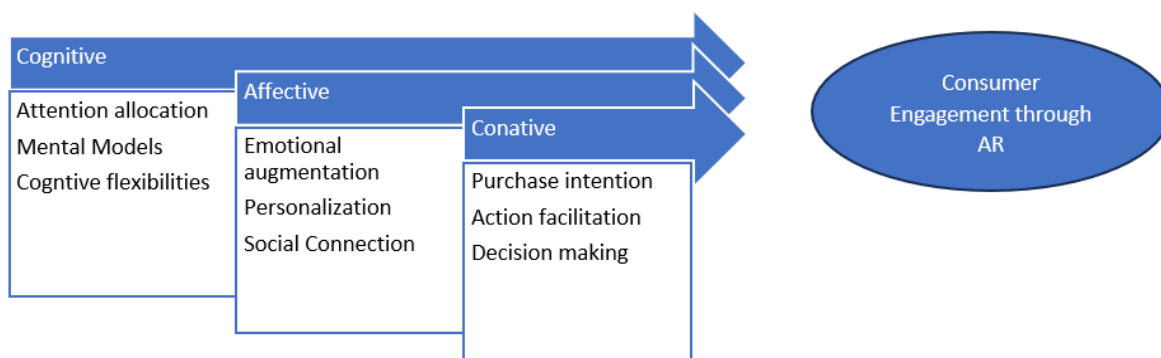 Cognitive
Attention allocation
Mental Models
Cogntive flexibilities
Affective
Emotional
augmentation
Personalization
Social Connection
Conative
Purchase intention
Action facilitation
Decision making
Consumer
Engagement through
AR